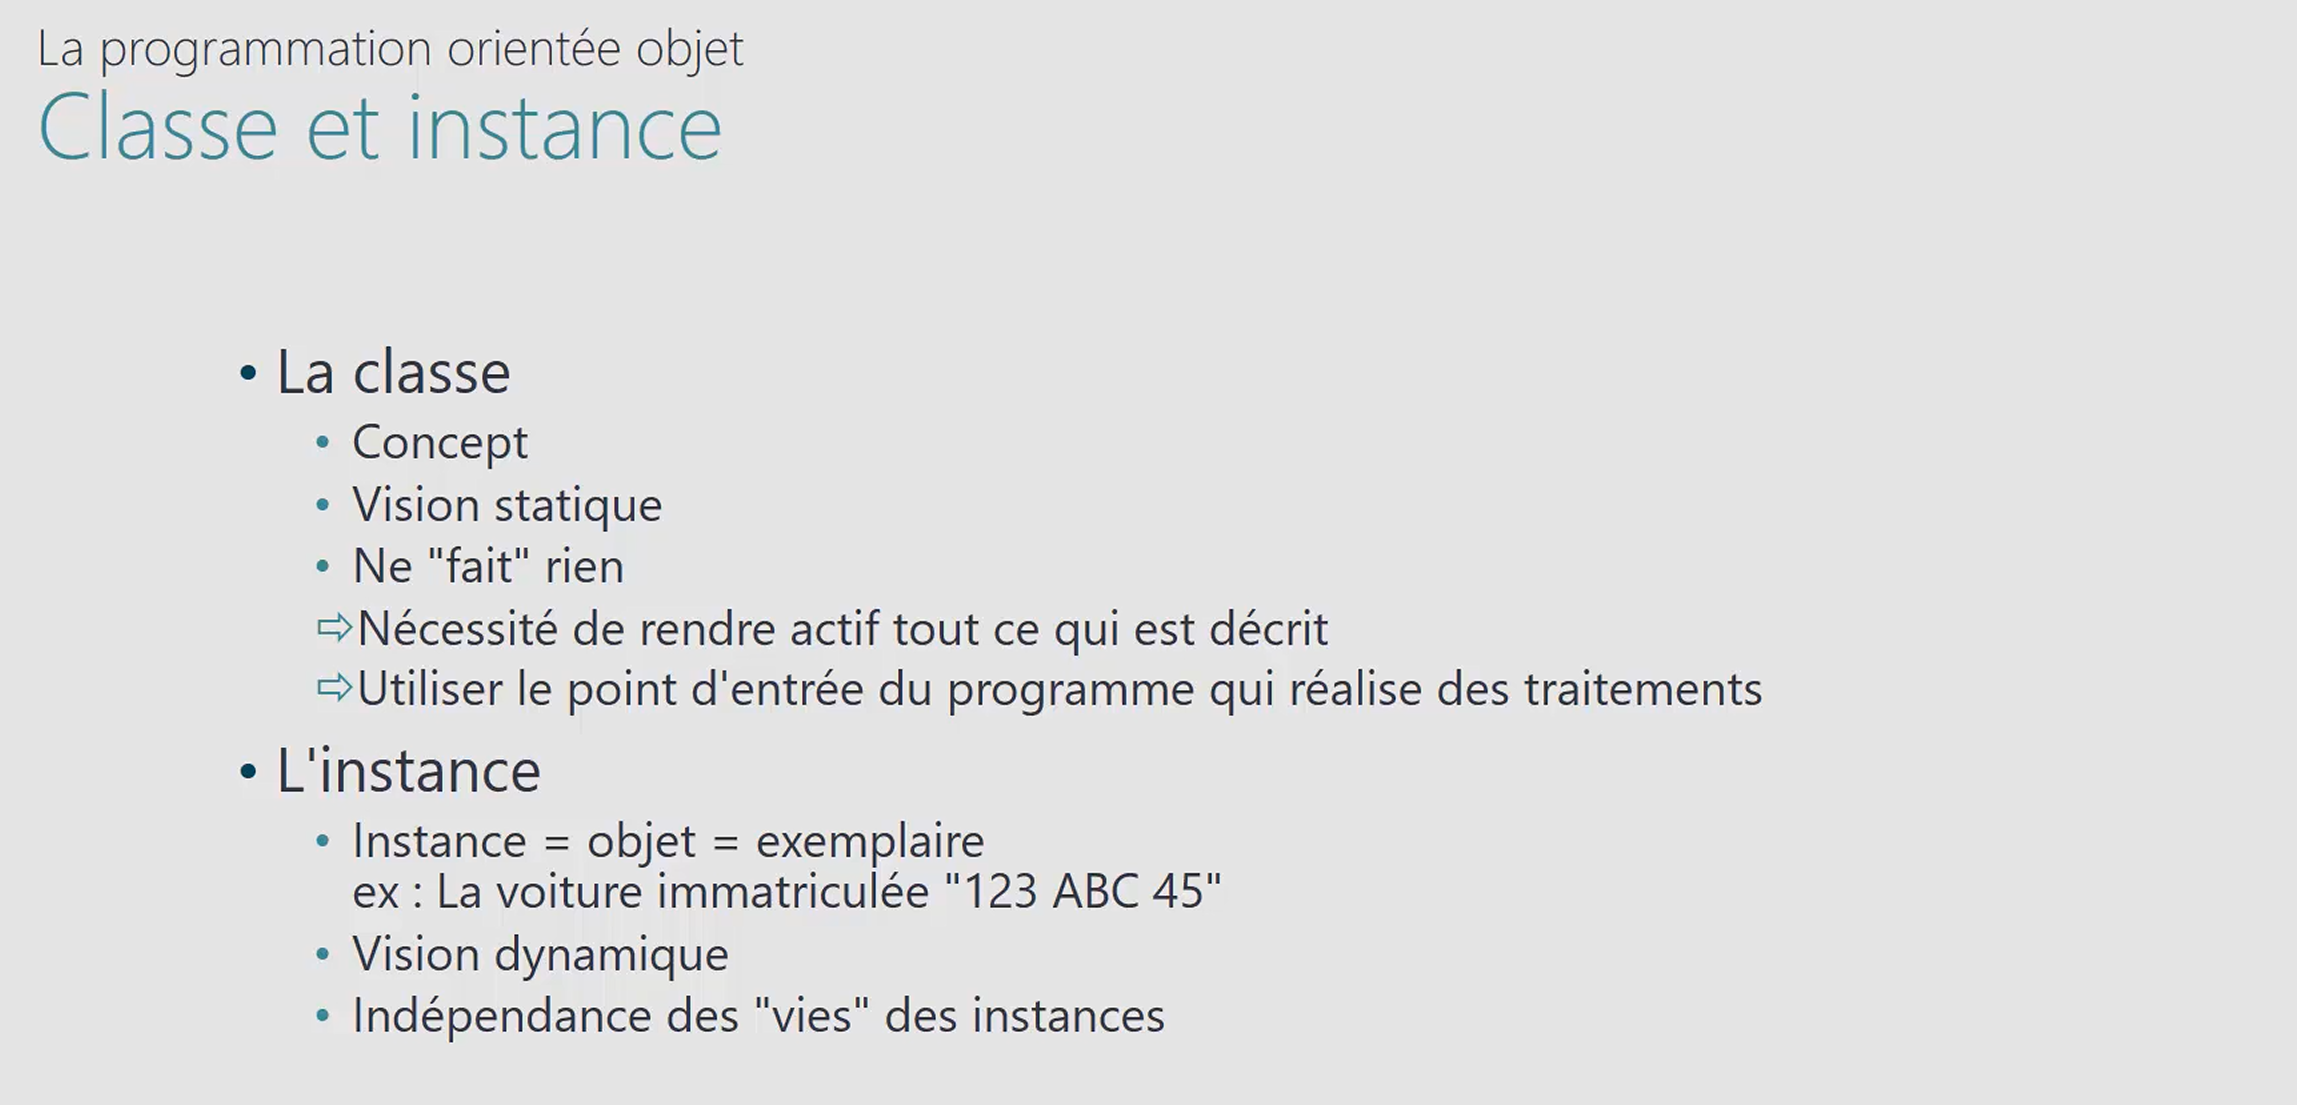 La programmation orientée objet
Classe et instance
• La classe
• Concept
• Vision statique
• Ne "fait" rien
⇨Nécessité de rendre actif tout ce qui est décrit
⇨Utiliser le point d'entrée du programme qui réalise des traitements
• L'instance
• Instance = objet = exemplaire
ex : La voiture immatriculée "123 ABC 45"
• Vision dynamique
• Indépendance des "vies" des instances